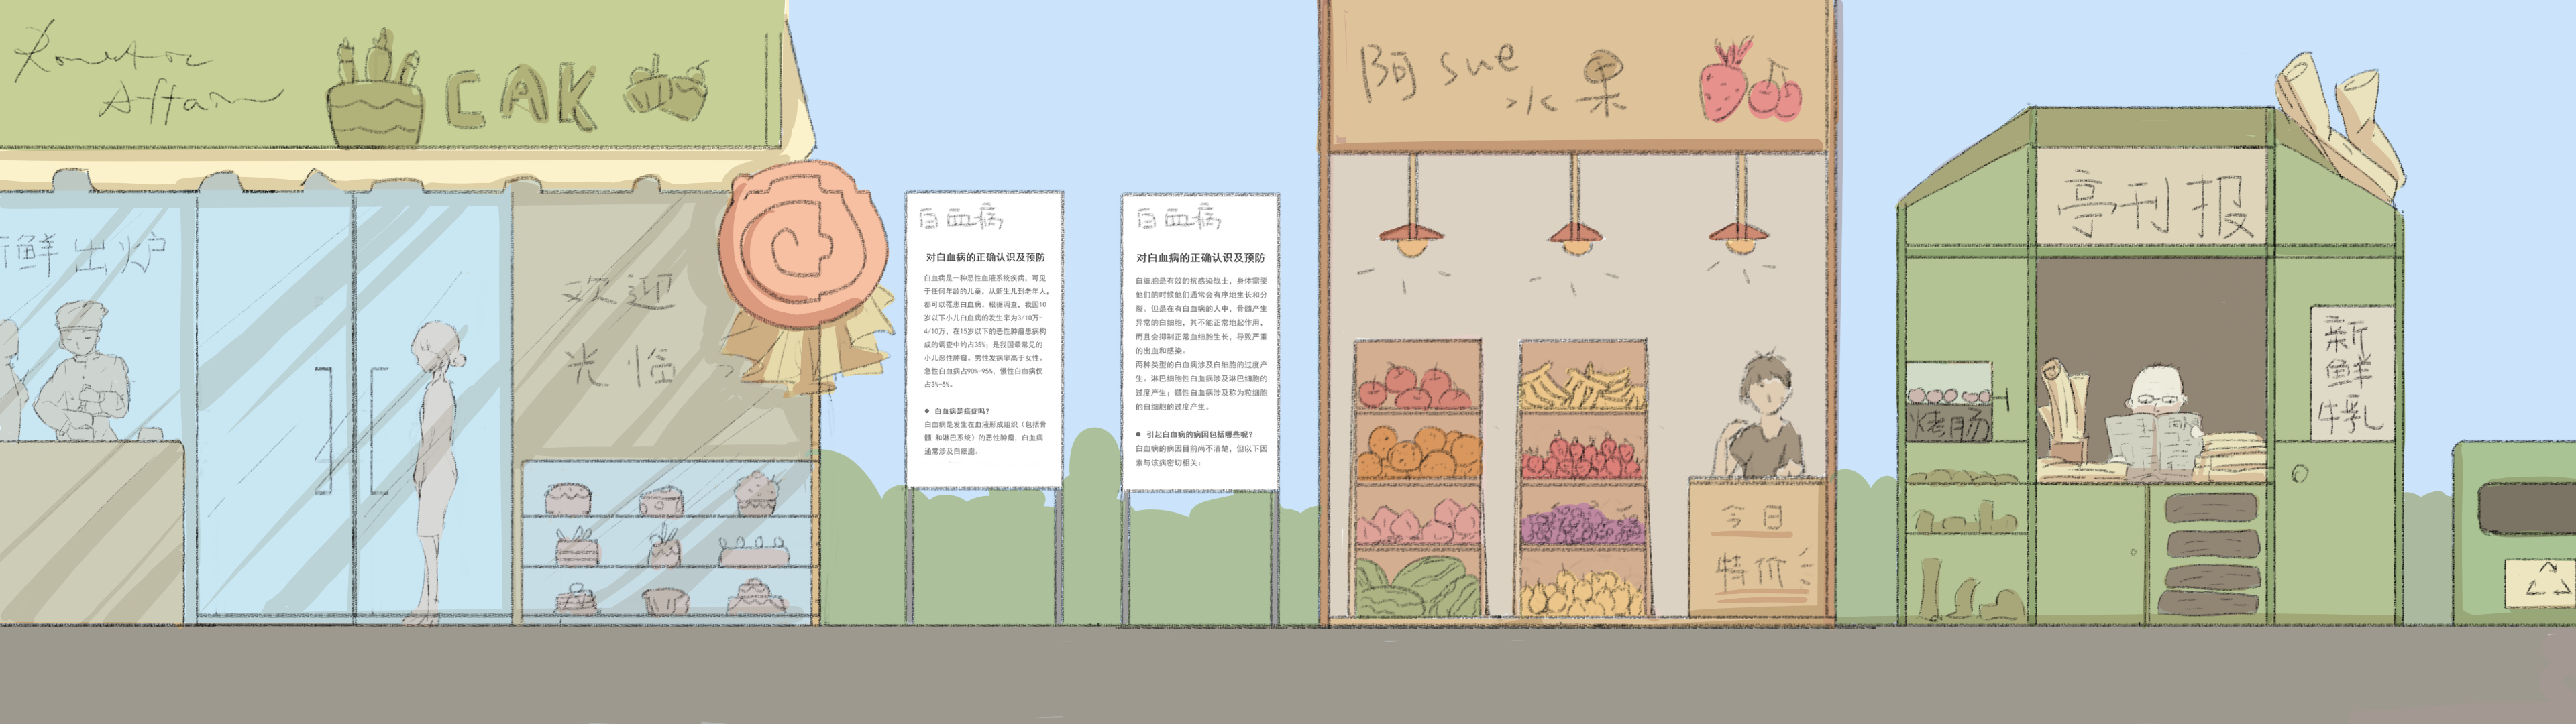 Romantic
Affair
CAK
新鲜出炉
欢迎
光临
白血病
对白血病的正确认识及预防
白血病是一种恶性血液系统疾病，可见
于任何年龄的儿童，从新生儿到老年人，
都可以罹患白血病。根据调查，我国10
岁以下小儿白血病的发生率为3/10万-
4/10万，在15岁以下的恶性肿瘤患病构
成的调查中约占35%；是我国最常见的
小儿恶性肿瘤。男性发病率高于女性。
急性白血病占90%-95%，慢性白血病仅
占3%-5%。
● 白血病是癌症吗？
白血病是发生在血液形成组织（包括骨
髓 和淋巴系统）的恶性肿瘤，白血病
通常涉及白细胞。
白血病
对白血病的正确认识及预防
白细胞是有效的抗感染战士，身体需要
他们的时候他们通常会有序地生长和分
裂。但是在有白血病的人中，骨髓产生
异常的白细胞，其不能正常地起作用，
而且会抑制正常血细胞生长，导致严重
的出血和感染。
两种类型的白血病涉及白细胞的过度产
生。淋巴细胞性白血病涉及淋巴细胞的
过度产生；髓性白血病涉及称为粒细胞
的白细胞的过度产生。
● 引起白血病的病因包括哪些呢？
白血病的病因目前尚不清楚，但以下因
素与该病密切相关：
阿 sue
水果
今日
特价
亭刊报
烤肠
新
鲜
牛乳